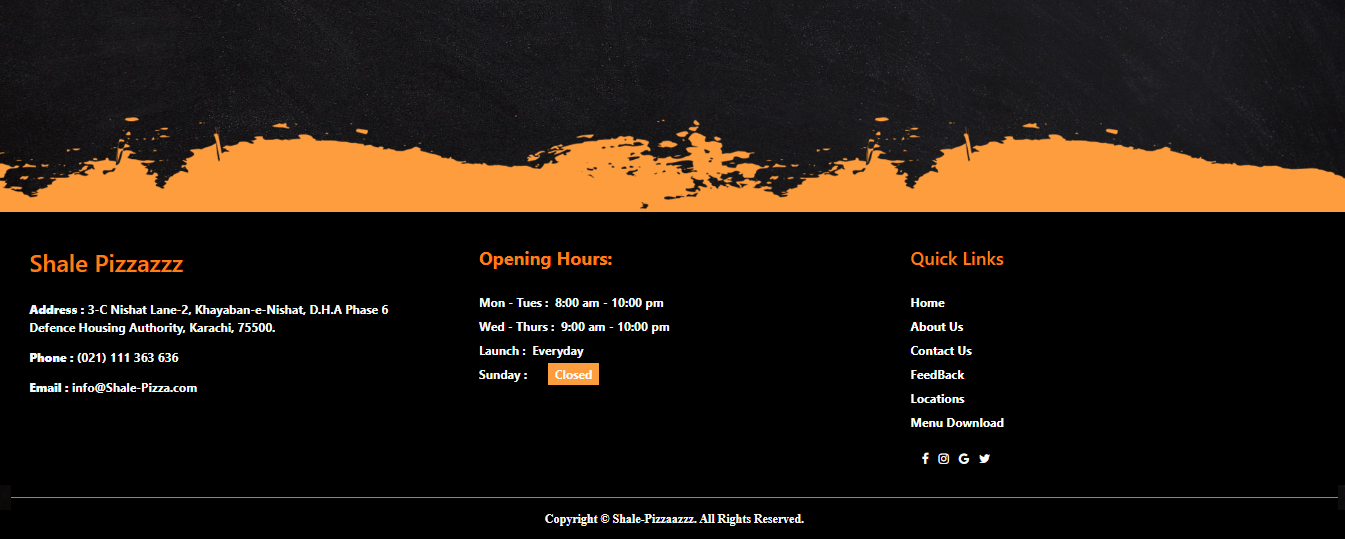 Shale Pizzazzz
Address : 3-C Nishat Lane-2, Khayaban-e-Nishat, D.H.A Phase 6
Defence Housing Authority, Karachi, 75500.
Phone : (021) 111 363 636
Email : info@Shale-Pizza.com
Opening Hours:
Mon - Tues : 8:00 am - 10:00 pm
Wed - Thurs : 9:00 am - 10:00 pm
Launch : Everyday
Sunday : Closed
Quick Links
Home
About Us
Contact Us
FeedBack
Locations
Menu Download
Copyright © Shale-Pizzaazzz. All Rights Reserved.